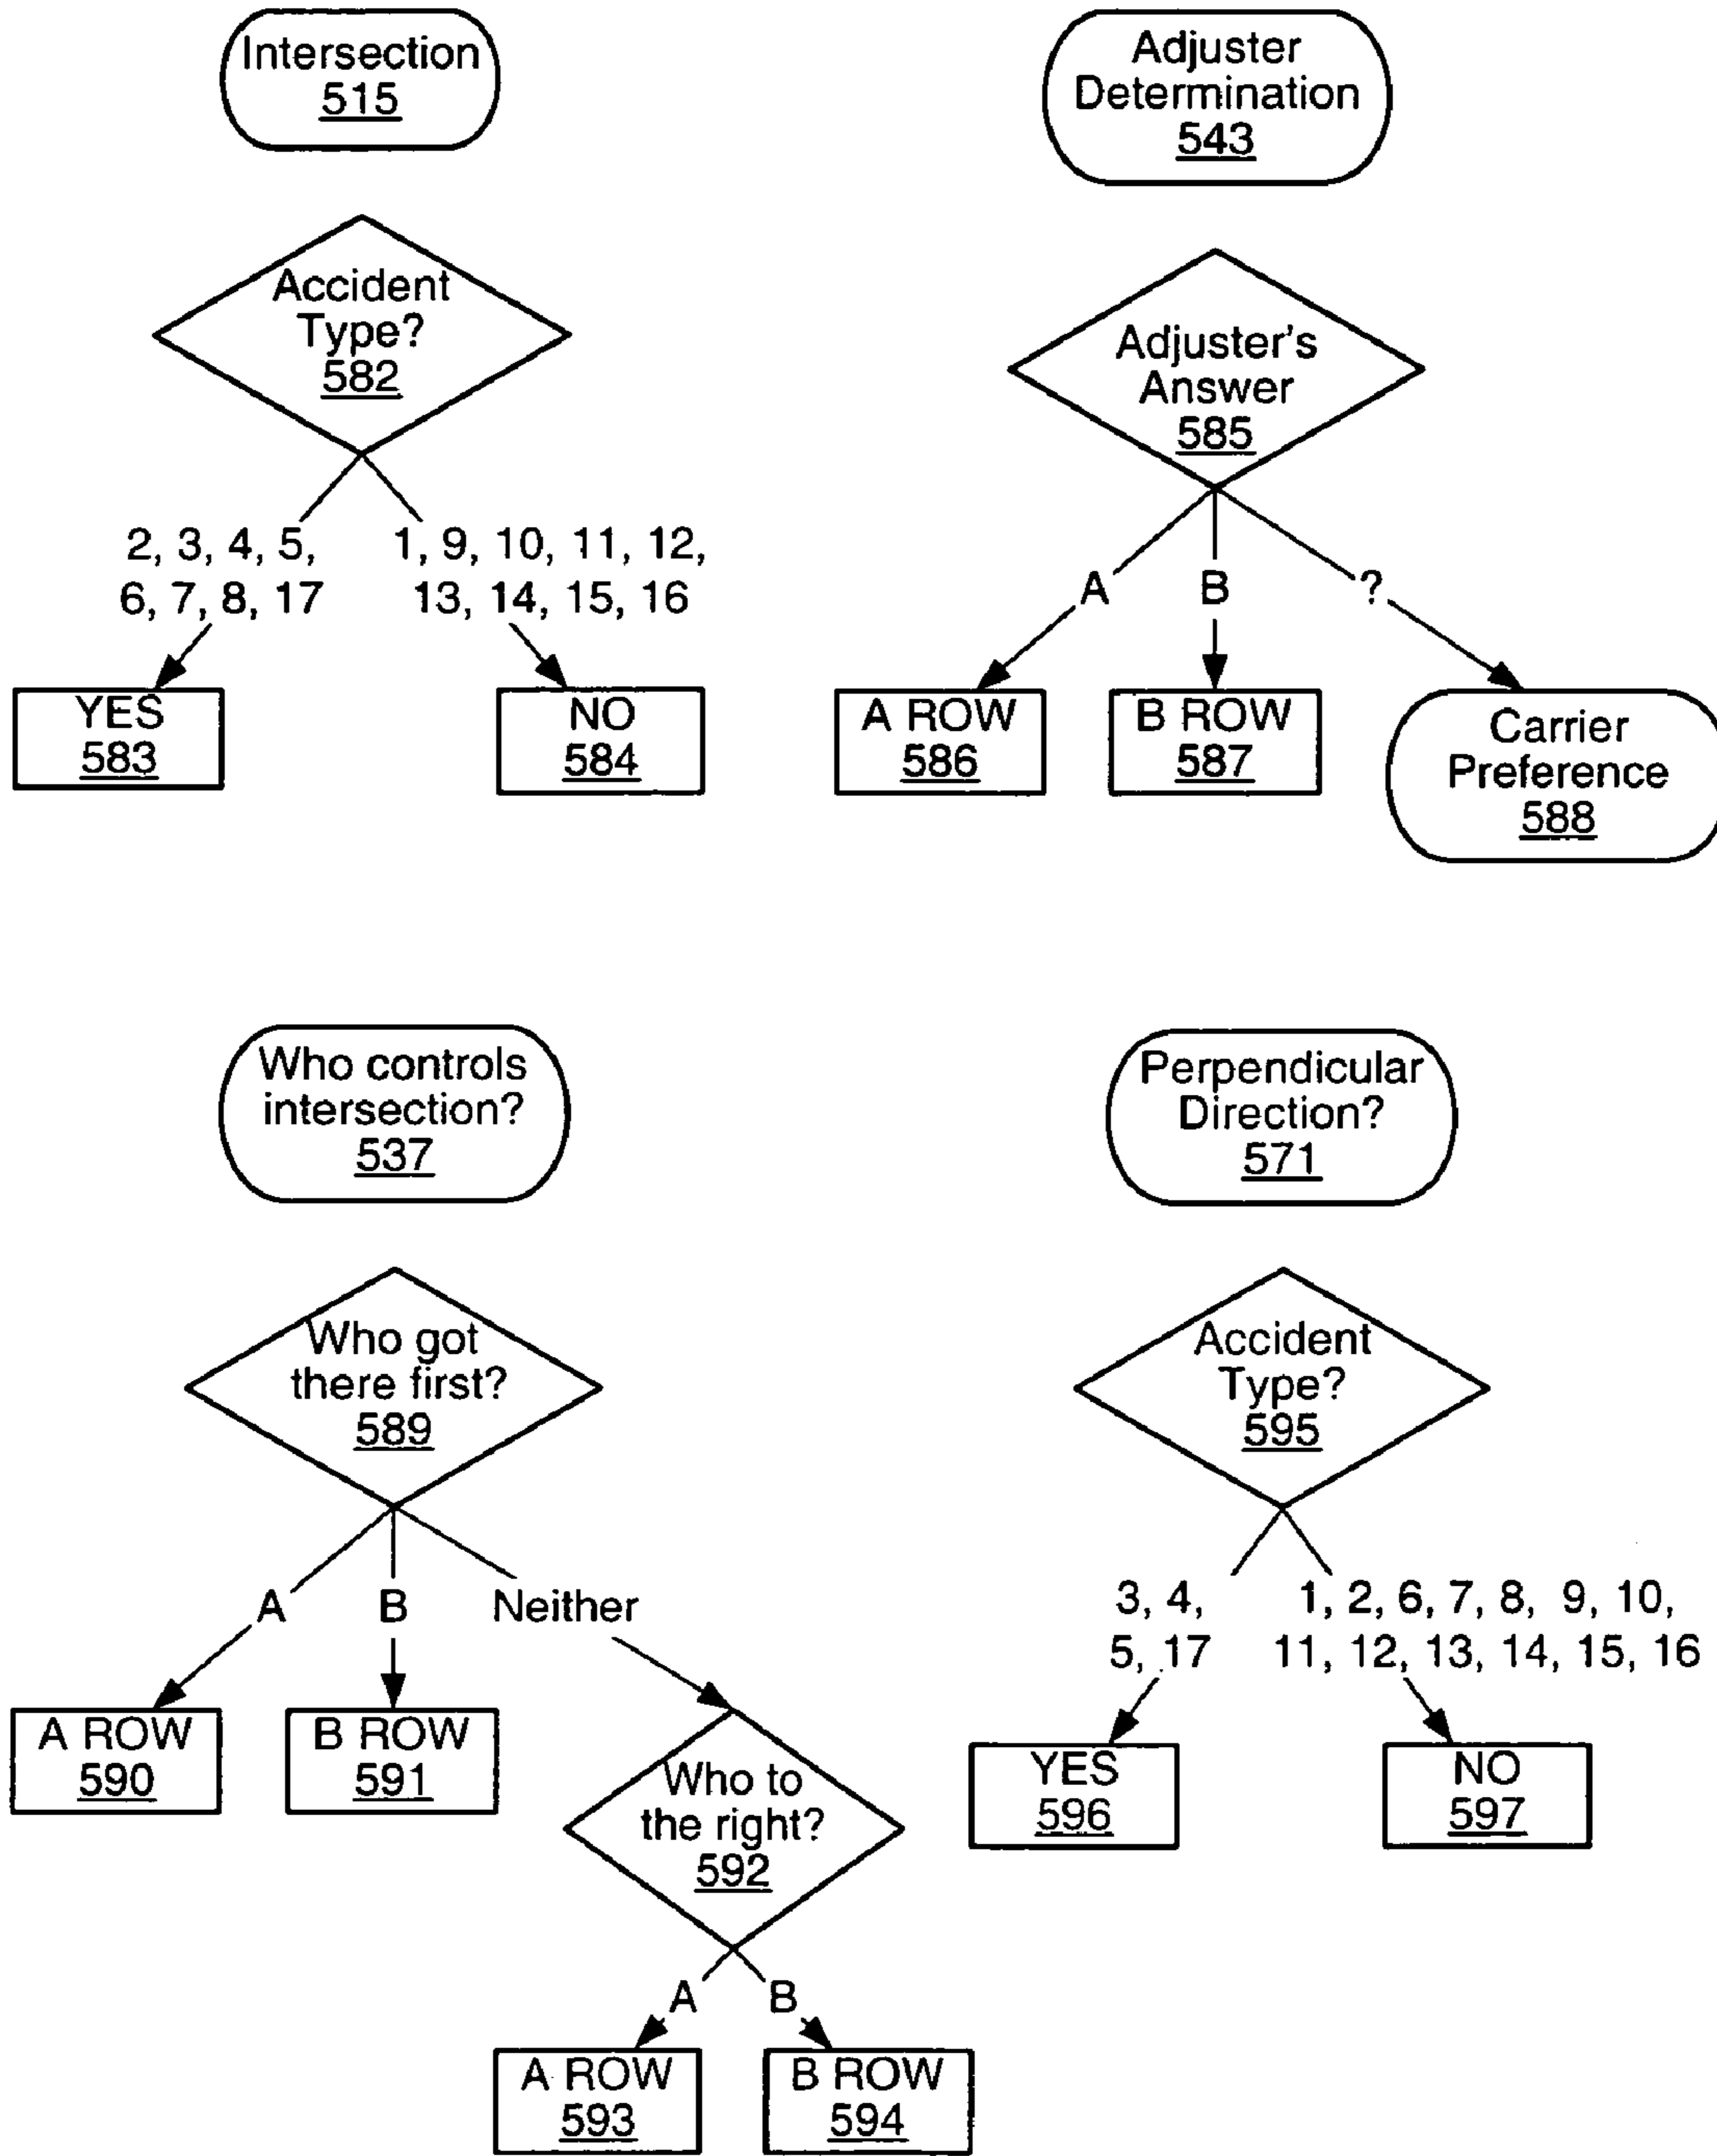 Intersection
515
Accident
Type?
582
2, 3, 4, 5,
6, 7, 8, 17
1, 9, 10, 11, 12,
13, 14, 15, 16
YES
583
NO
584
Adjuster
Determination
543
Adjuster's
Answer
585
A
B
?
A ROW
586
B ROW
587
Carrier
Preference
588
Who controls
intersection?
537
Who got
there first?
589
A
B
Neither
A ROW
590
B ROW
591
Who to
the right?
592
A
B
A ROW
593
B ROW
594
Perpendicular
Direction?
571
Accident
Type?
595
3, 4,
5, 17
1, 2, 6, 7, 8, 9, 10,
11, 12, 13, 14, 15, 16
YES
596
NO
597